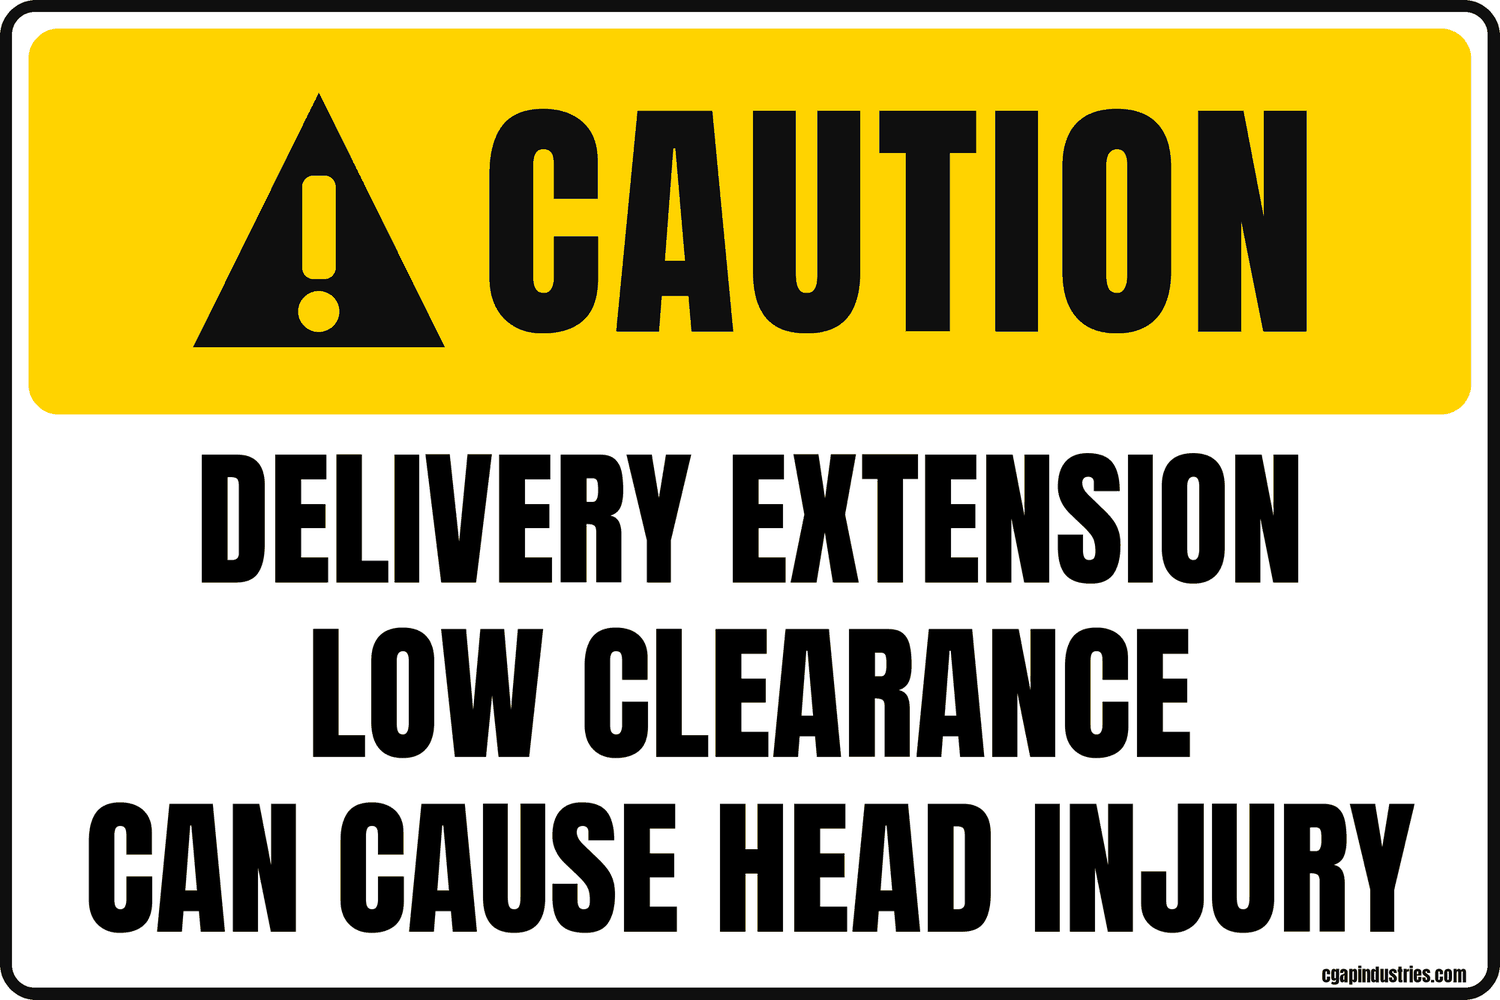 CAUTION
DELIVERY EXTENSION
LOW CLEARANCE
CAN CAUSE HEAD INJURY
cgapindustries.com